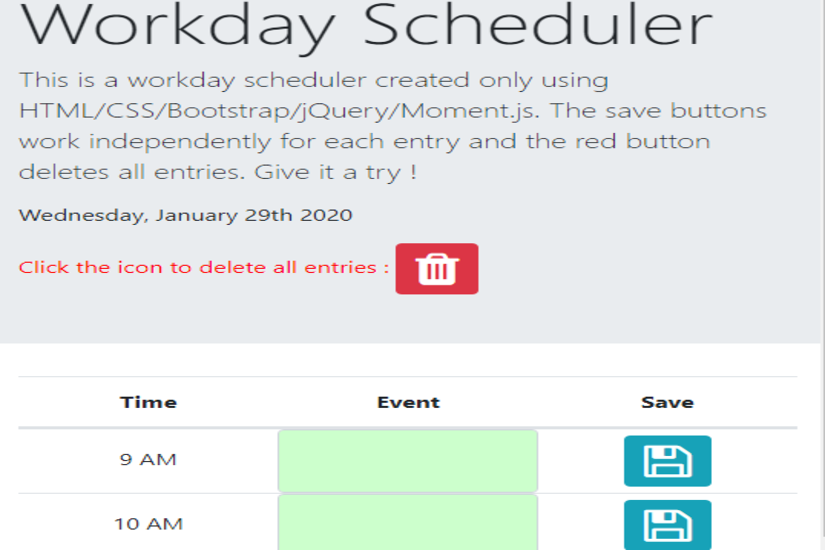 Workday Scheduler
This is a workday scheduler created only using
HTML/CSS/Bootstrap/jQuery/Moment.js. The save buttons
work independently for each entry and the red button
deletes all entries. Give it a try !
Wednesday, January 29th 2020
Click the icon to delete all entries :
Time Event Save
9 AM
10 AM